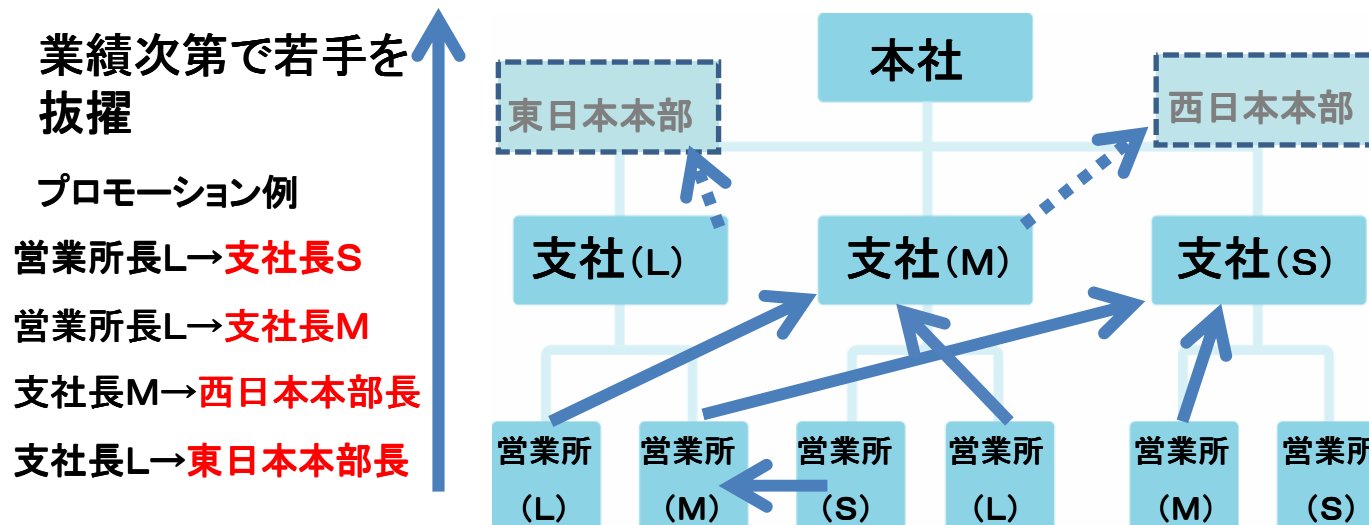 業績次第で若手を
抜擢
プロモーション例
営業所長L→支社長S
営業所長L→支社長M
支社長M→西日本本部長
支社長L→東日本本部長
本社
東日本本部
西日本本部
支社(L)
支社(M)
支社(S)
営業所
(L)
営業所
(M)
営業所
(S)
営業所
(L)
営業所
(M)
営業所
(S)